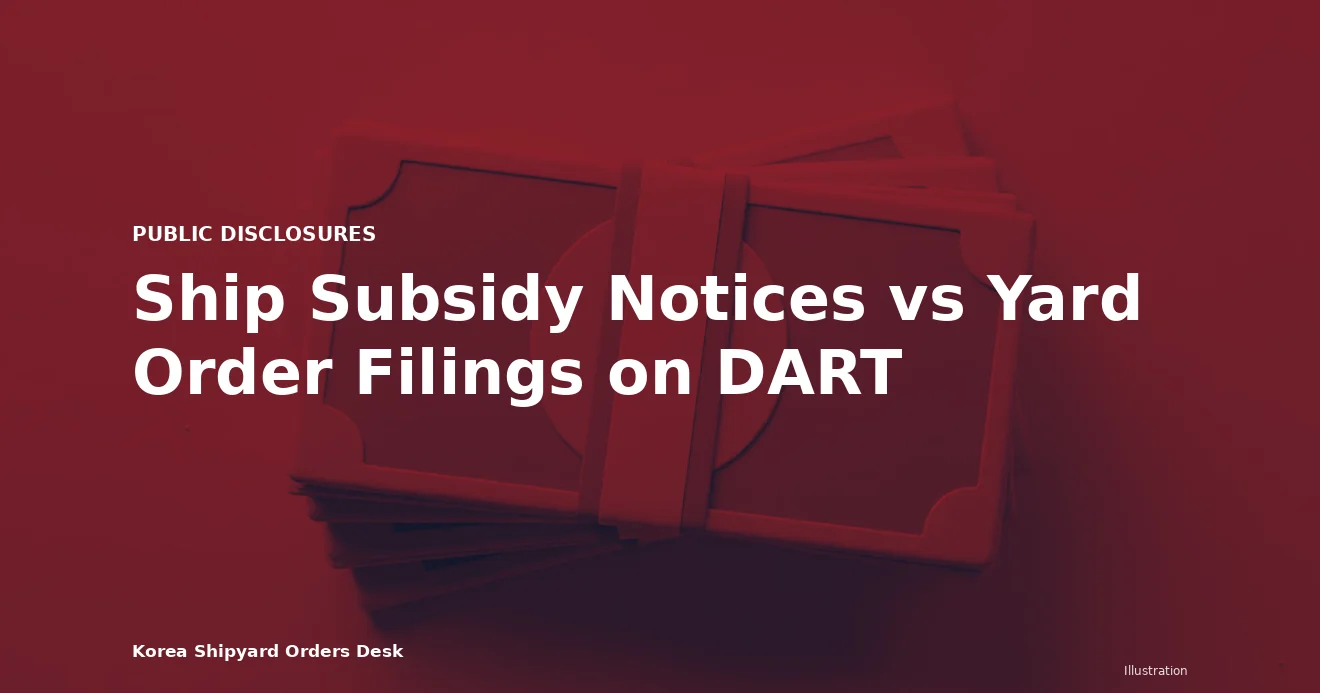 PUBLIC DISCLOSURES
Ship Subsidy Notices vs Yard
Order Filings on DART
Korea Shipyard Orders Desk
Illustration